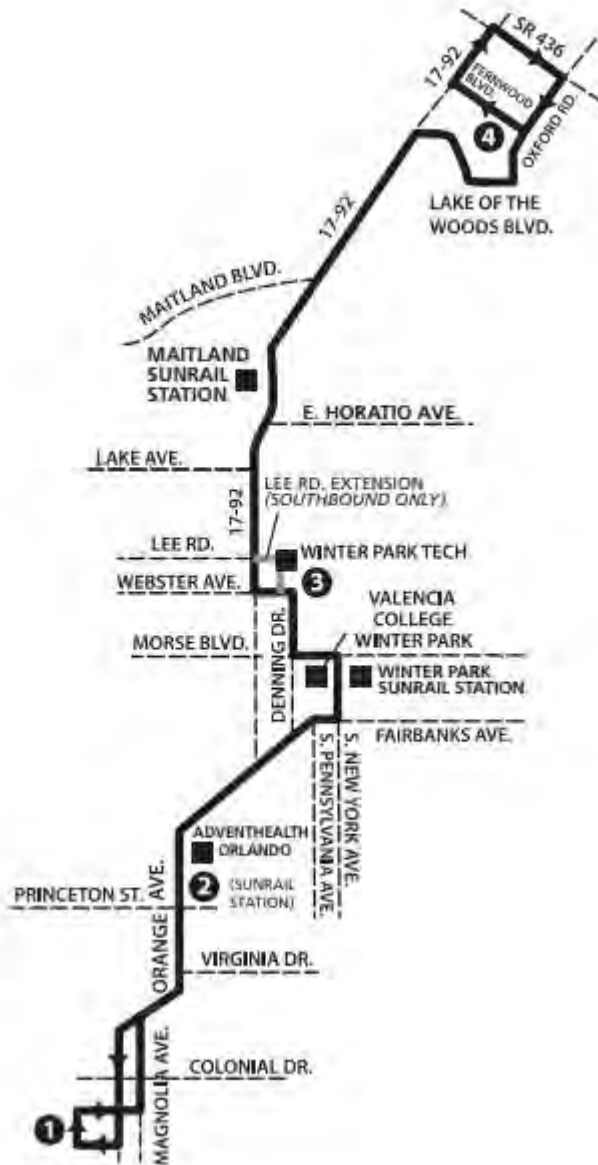 SR 436
17-92
FERNWOOD
BLVD.
OXFORD RD.
4
LAKE OF THE
WOODS BLVD.
17-92
MAITLAND BLVD.
MAITLAND
SUNRAIL
STATION
E. HORATIO AVE.
LAKE AVE.
LEE RD. EXTENSION
(SOUTHBOUND ONLY)
17-92
LEE RD.
WINTER PARK TECH
WEBSTER AVE.
3
VALENCIA
COLLEGE
WINTER PARK
DENNING DR.
MORSE BLVD.
WINTER PARK
SUNRAIL STATION
FAIRBANKS AVE.
S. PENNSYLVANIA AVE.
S. NEW YORK AVE.
ADVENTHEALTH
ORLANDO
2
(SUNRAIL
STATION)
PRINCETON ST.
ORANGE AVE.
VIRGINIA DR.
MAGNOLIA AVE.
COLONIAL DR.
1